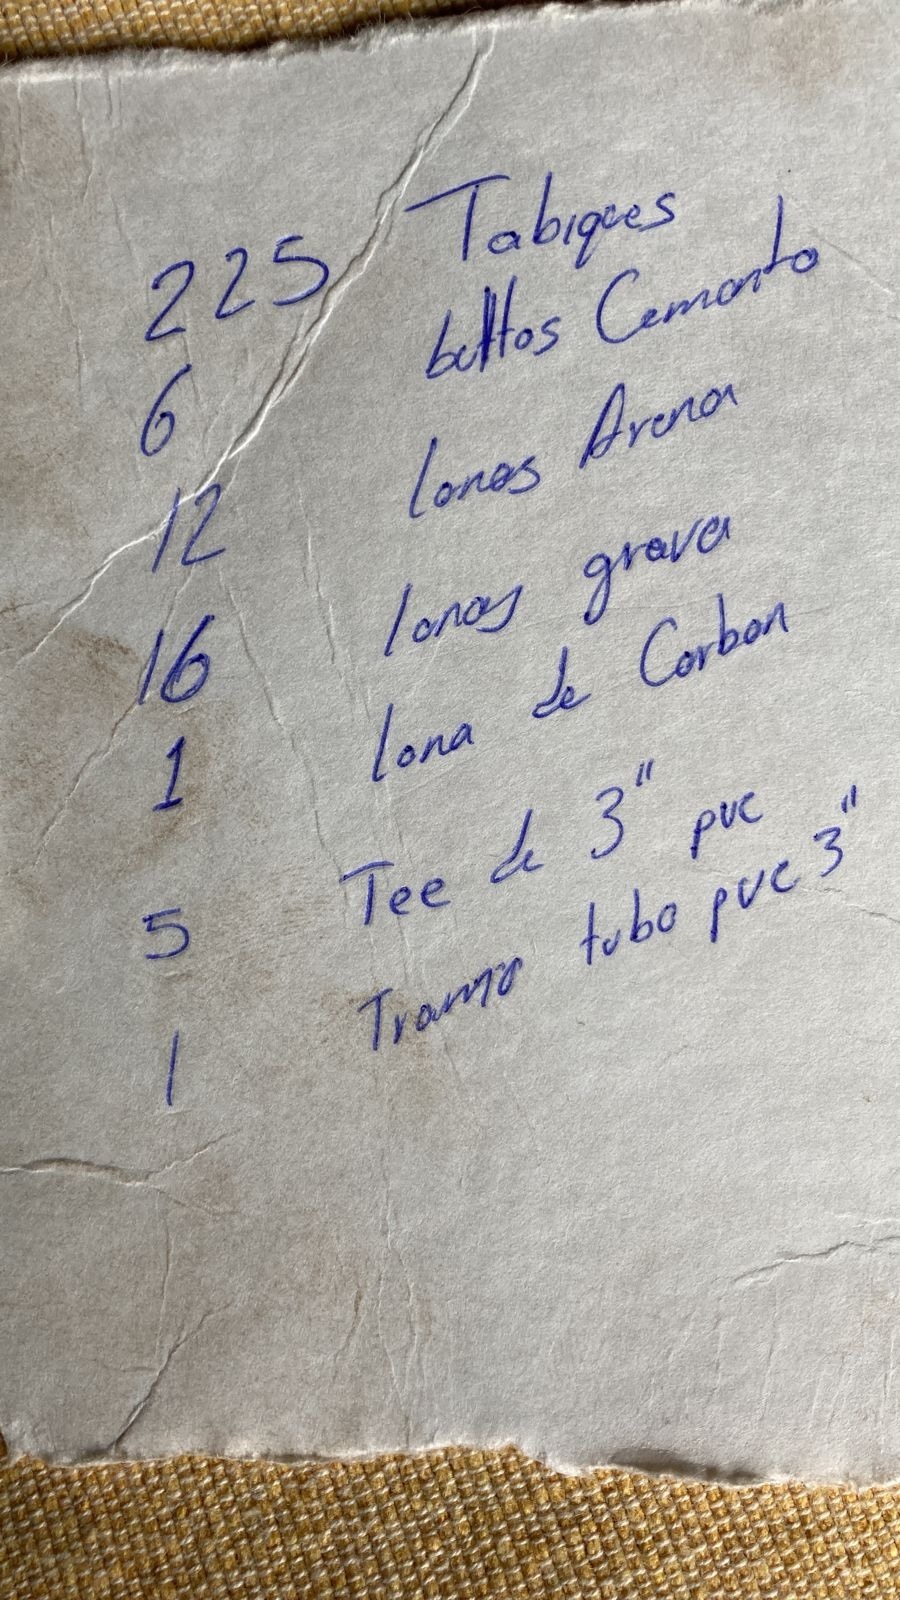 225 Tabiques
6 bultos Cemento
12 lonas Arena
16 lonas grava
1 lona de Carbon
5 Tee de 3" pvc
1 Tramo tubo pvc 3"